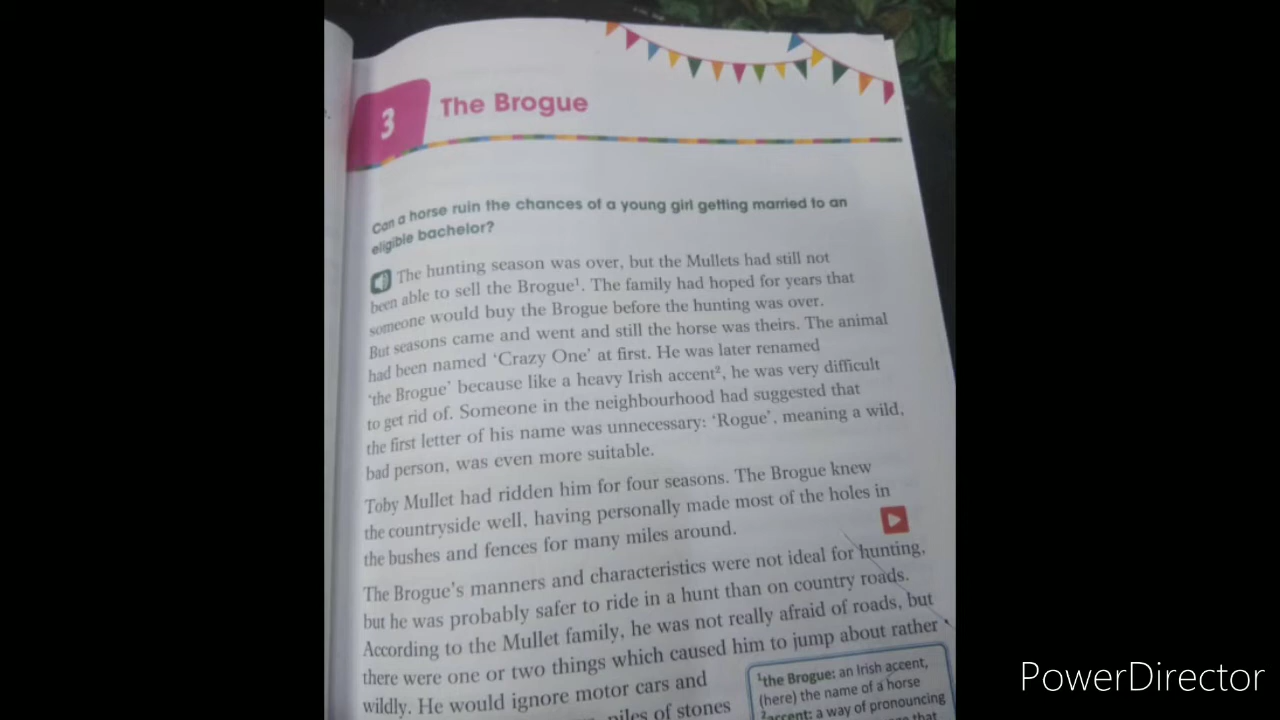 3
The Brogue
Can a horse ruin the chances of a young girl getting married to an
eligible bachelor?
The hunting season was over, but the Mullets had still not
been able to sell the Brogue¹. The family had hoped for years that
someone would buy the Brogue before the hunting was over.
But seasons came and went and still the horse was theirs. The animal
had been named ‘Crazy One’ at first. He was later renamed
‘the Brogue’ because like a heavy Irish accent², he was very difficult
to get rid of. Someone in the neighbourhood had suggested that
the first letter of his name was unnecessary: ‘Rogue’, meaning a wild,
bad person, was even more suitable.
Toby Mullet had ridden him for four seasons. The Brogue knew
the countryside well, having personally made most of the holes in
the bushes and fences for many miles around.
The Brogue’s manners and characteristics were not ideal for hunting,
but he was probably safer to ride in a hunt than on country roads.
According to the Mullet family, he was not really afraid of roads, but
there were one or two things which caused him to jump about rather
wildly. He would ignore motor cars and
piles of stones
¹the Brogue: an Irish accent,
(here) the name of a horse
²accent: a way of pronouncing
that
PowerDirector